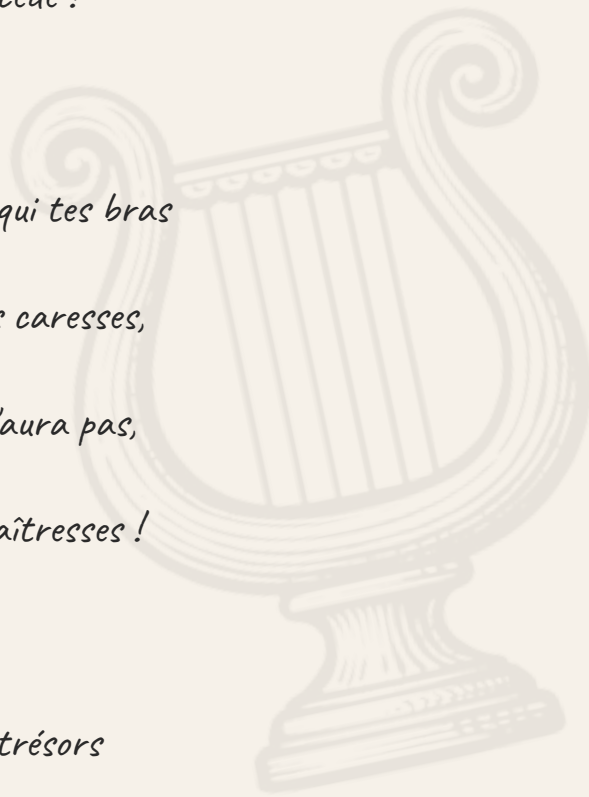 qui tes bras
caresses,
'aura pas,
aîtresses !
trésors